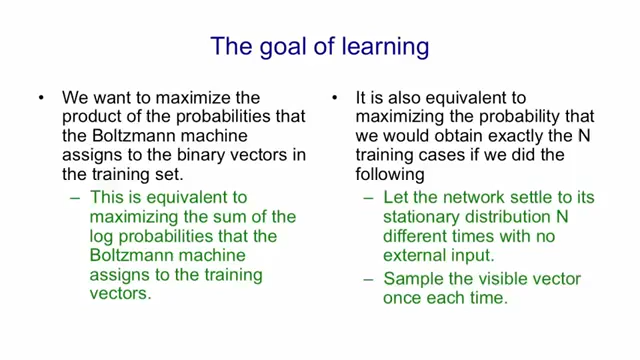 The goal of learning
• We want to maximize the
product of the probabilities that
the Boltzmann machine
assigns to the binary vectors in
the training set.
– This is equivalent to
maximizing the sum of the
log probabilities that the
Boltzmann machine
assigns to the training
vectors.
• It is also equivalent to
maximizing the probability that
we would obtain exactly the N
training cases if we did the
following
– Let the network settle to its
stationary distribution N
different times with no
external input.
– Sample the visible vector
once each time.